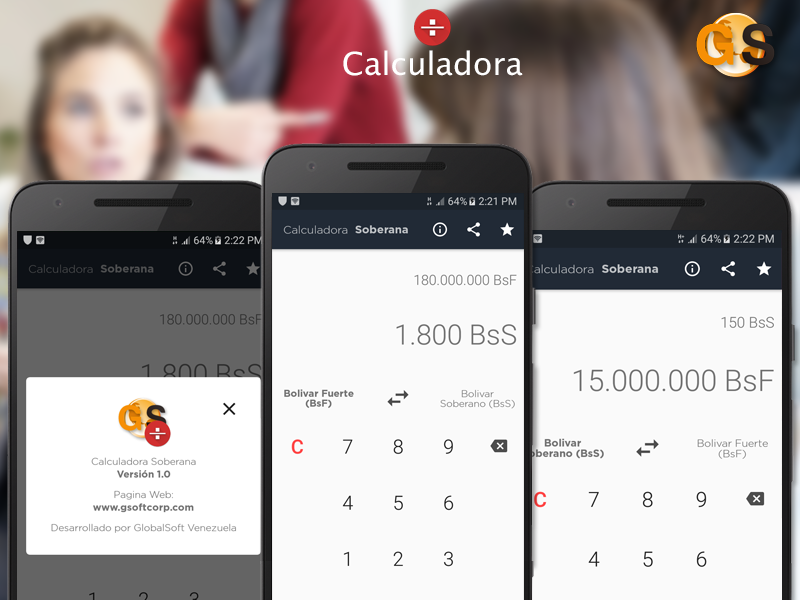 Calculadora
GS
64% 2:22 PM
Calculadora Soberana
180.000.000 BsF
1.800 BsS
GS
Calculadora Soberana
Versión 1.0
Pagina Web:
www.gsoftcorp.com
Desarrollado por GlobalSoft Venezuela
1 2 3
64% 2:21 PM
Calculadora Soberana
180.000.000 BsF
1.800 BsS
Bolivar Fuerte
(BsF)
Bolivar
Soberano (BsS)
C 7 8 9
4 5 6
1 2 3
64% 2:22 PM
alculadora Soberana
150 BsS
15.000.000 BsF
Bolivar
oberano (BsS)
Bolivar Fuerte
(BsF)
C 7 8 9
4 5 6